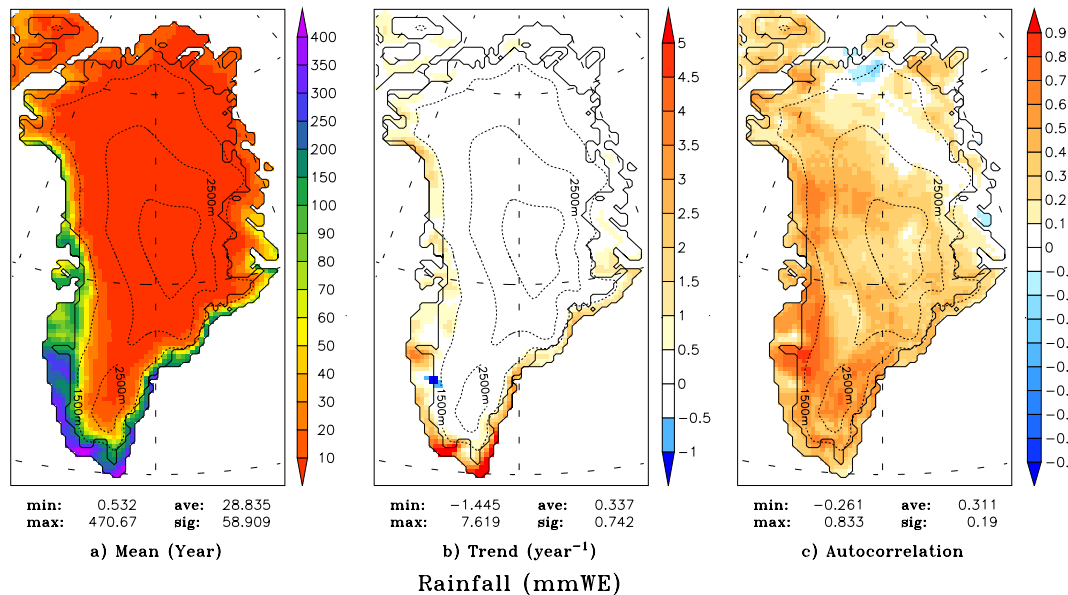 400
350
300
250
200
150
100
90
80
70
60
50
40
30
20
10
2500m
2500m
1500m
min: 0.532 ave: 28.835
max: 470.67 sig: 58.909
a) Mean (Year)
5
4.5
4
3.5
3
2.5
2
1.5
1
0.5
0
-0.5
-1
2500m
2500m
1500m
min: -1.445 ave: 0.337
max: 7.619 sig: 0.742
b) Trend (year-1)
0.9
0.8
0.7
0.6
0.5
0.4
0.3
0.2
0.1
0
-0.
-0.
-0.
-0.
-0.
2500m
2500m
1500m
min: -0.261 ave: 0.311
max: 0.833 sig: 0.19
c) Autocorrelation
Rainfall (mmWE)